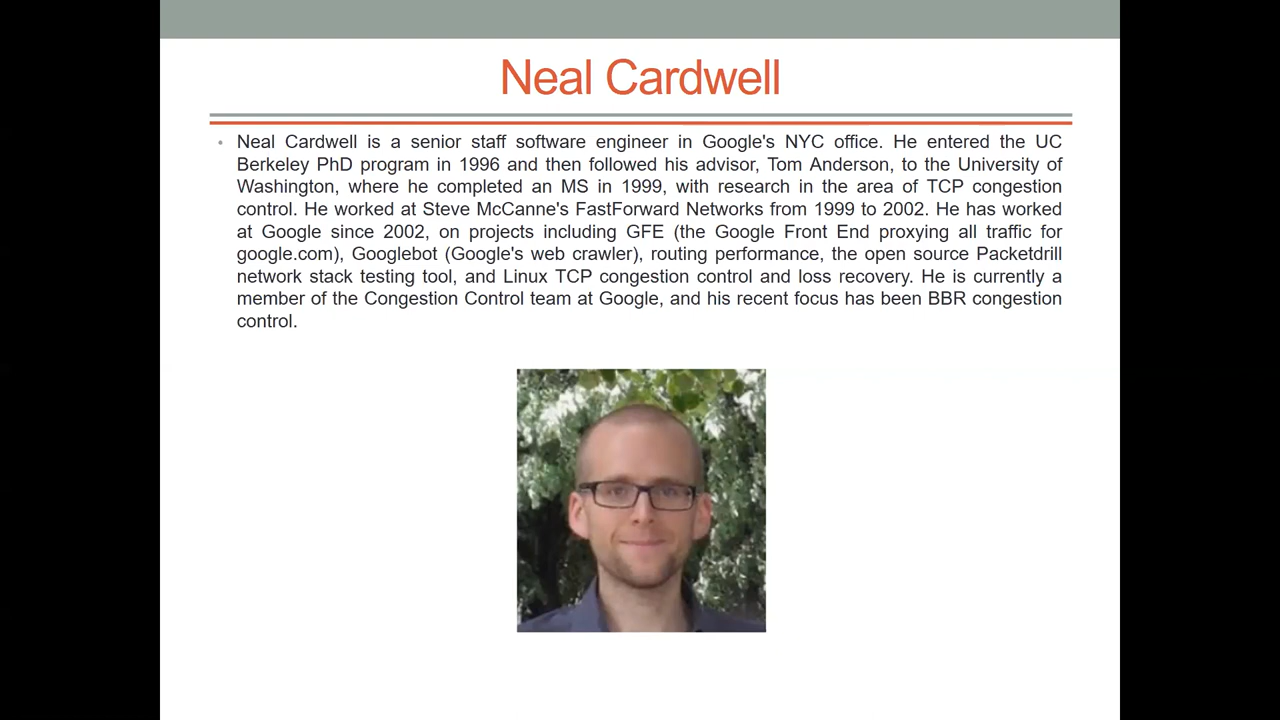 Neal Cardwell
• Neal Cardwell is a senior staff software engineer in Google's NYC office. He entered the UC
Berkeley PhD program in 1996 and then followed his advisor, Tom Anderson, to the University of
Washington, where he completed an MS in 1999, with research in the area of TCP congestion
control. He worked at Steve McCanne's FastForward Networks from 1999 to 2002. He has worked
at Google since 2002, on projects including GFE (the Google Front End proxying all traffic for
google.com), Googlebot (Google's web crawler), routing performance, the open source Packetdrill
network stack testing tool, and Linux TCP congestion control and loss recovery. He is currently a
member of the Congestion Control team at Google, and his recent focus has been BBR congestion
control.